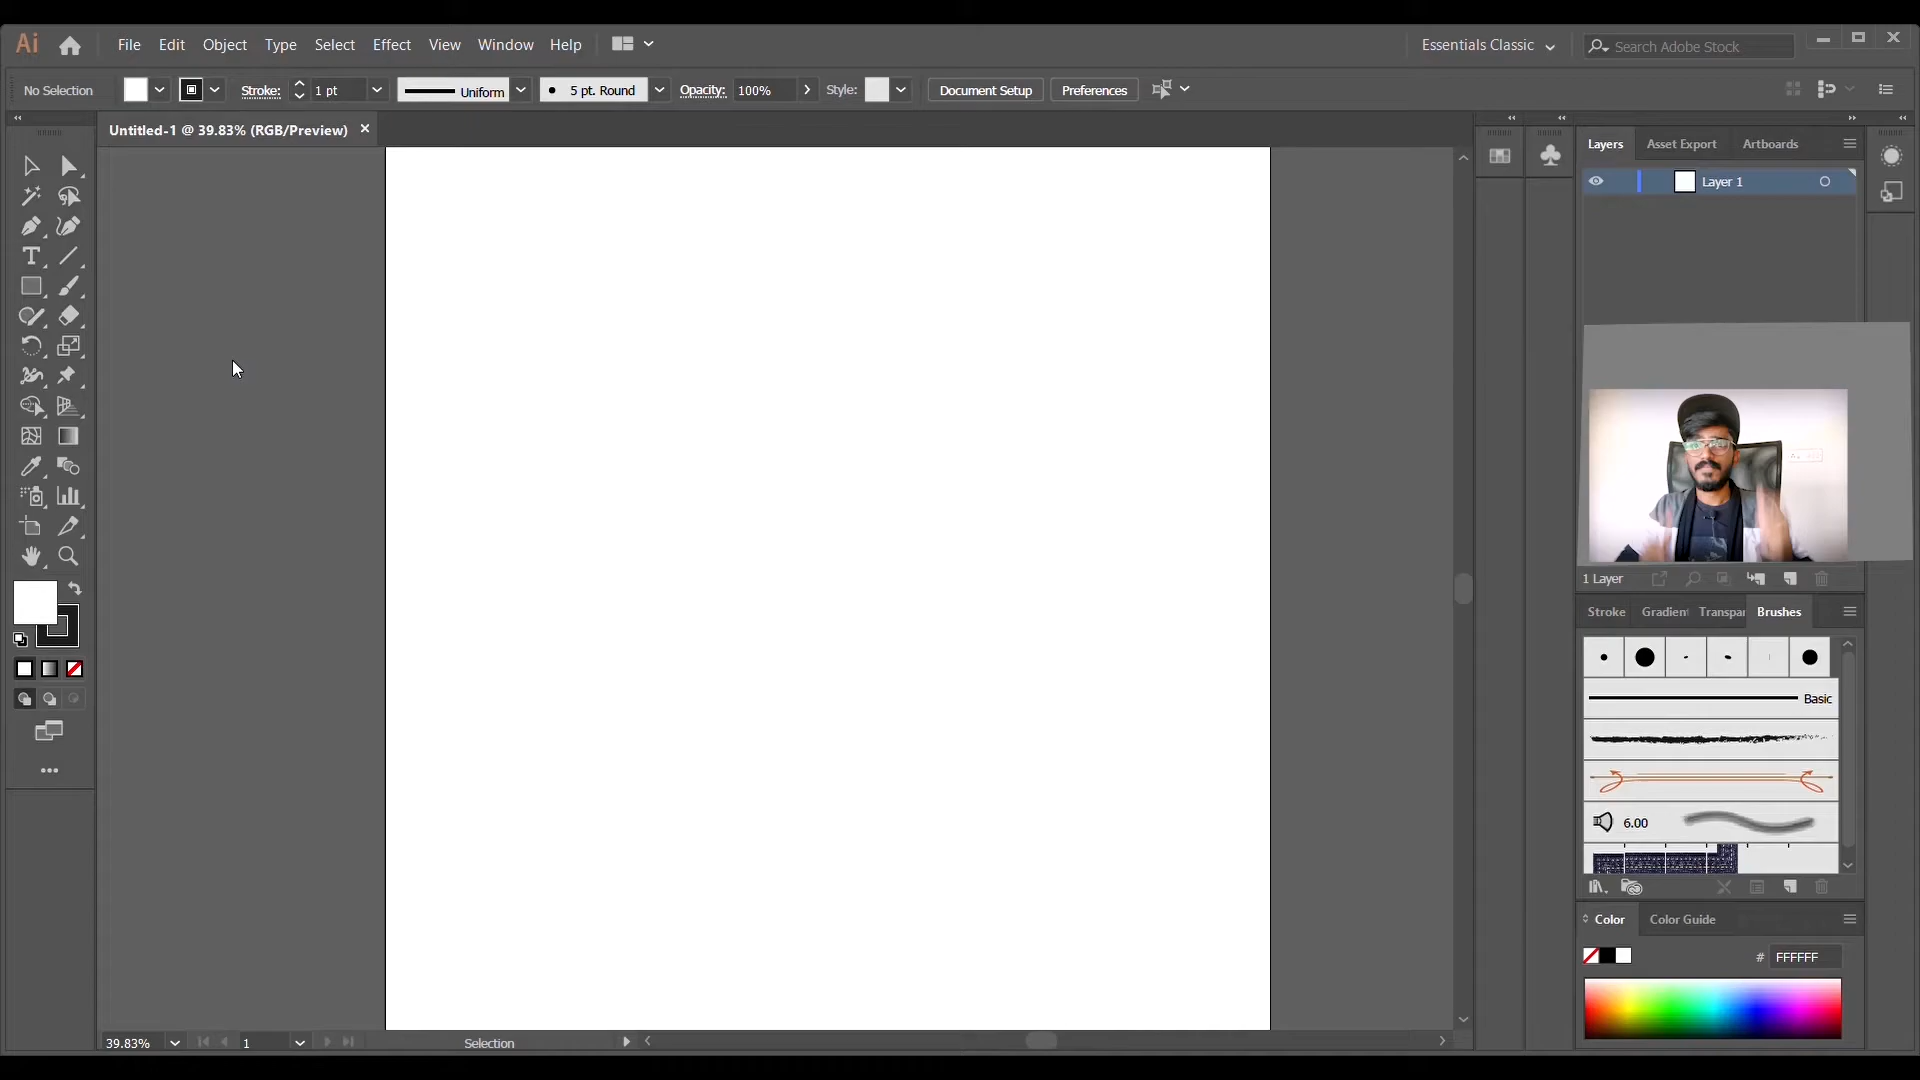 Ai File Edit Object Type Select Effect View Window Help Essentials Classic Search Adobe Stock
No Selection Stroke: 1 pt Uniform 5 pt. Round Opacity: 100% Style: Document Setup Preferences
Untitled-1 @ 39.83% (RGB/Preview) ×
Layers Asset Export Artboards
Layer 1
1 Layer
Stroke Gradien Transpar Brushes
Basic
6.00
Color Color Guide
# FFFFFF
39.83% 1 Selection